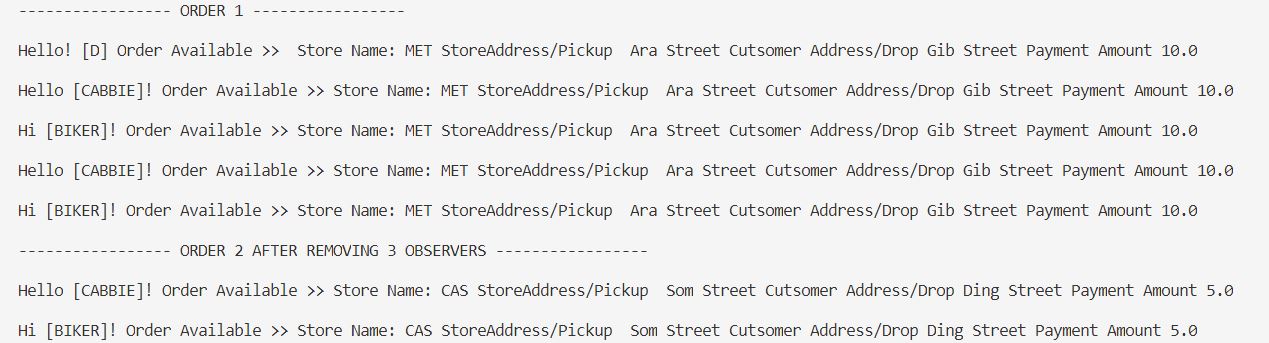 ----------------- ORDER 1 -----------------
Hello! [D] Order Available >>  Store Name: MET StoreAddress/Pickup  Ara Street Cutsomer Address/Drop Gib Street Payment Amount 10.0
Hello [CABBIE]! Order Available >> Store Name: MET StoreAddress/Pickup  Ara Street Cutsomer Address/Drop Gib Street Payment Amount 10.0
Hi [BIKER]! Order Available >> Store Name: MET StoreAddress/Pickup  Ara Street Cutsomer Address/Drop Gib Street Payment Amount 10.0
Hello [CABBIE]! Order Available >> Store Name: MET StoreAddress/Pickup  Ara Street Cutsomer Address/Drop Gib Street Payment Amount 10.0
Hi [BIKER]! Order Available >> Store Name: MET StoreAddress/Pickup  Ara Street Cutsomer Address/Drop Gib Street Payment Amount 10.0
----------------- ORDER 2 AFTER REMOVING 3 OBSERVERS -----------------
Hello [CABBIE]! Order Available >> Store Name: CAS StoreAddress/Pickup  Som Street Cutsomer Address/Drop Ding Street Payment Amount 5.0
Hi [BIKER]! Order Available >> Store Name: CAS StoreAddress/Pickup  Som Street Cutsomer Address/Drop Ding Street Payment Amount 5.0